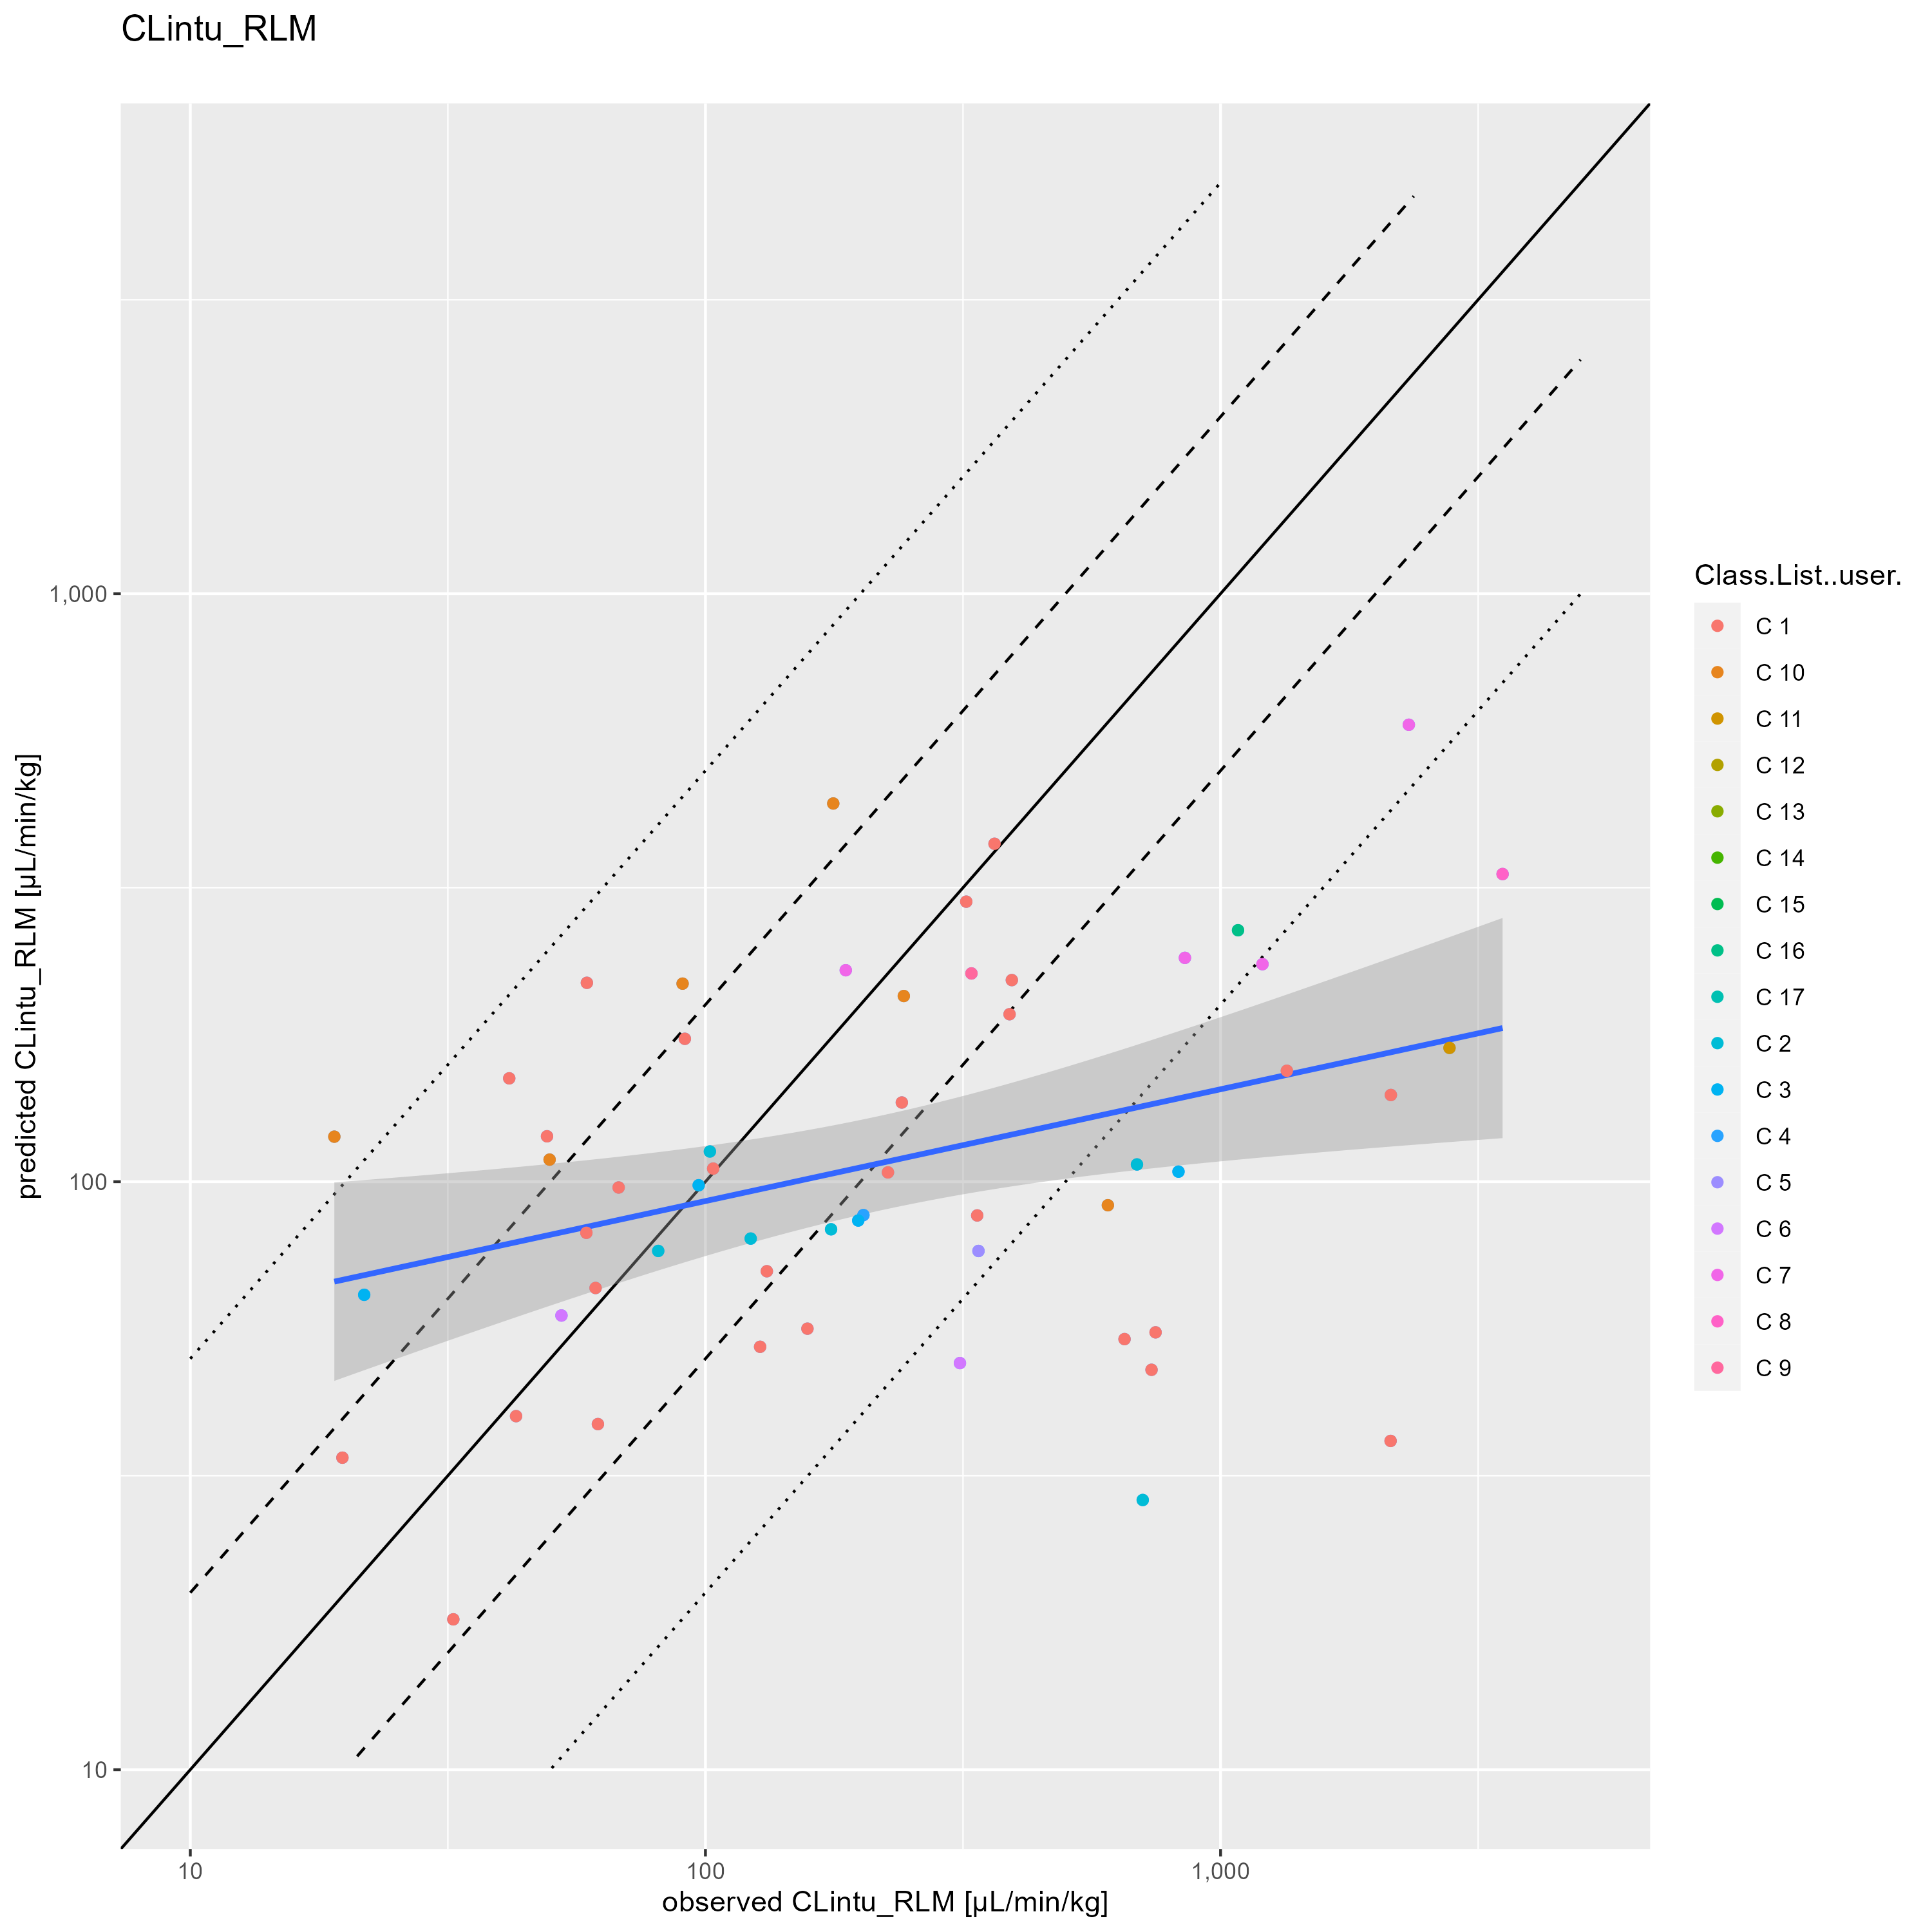 CLintu_RLM
predicted CLintu_RLM [µL/min/kg]
1,000
100
10
10
100
1,000
observed CLintu_RLM [µL/min/kg]
Class.List..user.
C 1
C 10
C 11
C 12
C 13
C 14
C 15
C 16
C 17
C 2
C 3
C 4
C 5
C 6
C 7
C 8
C 9